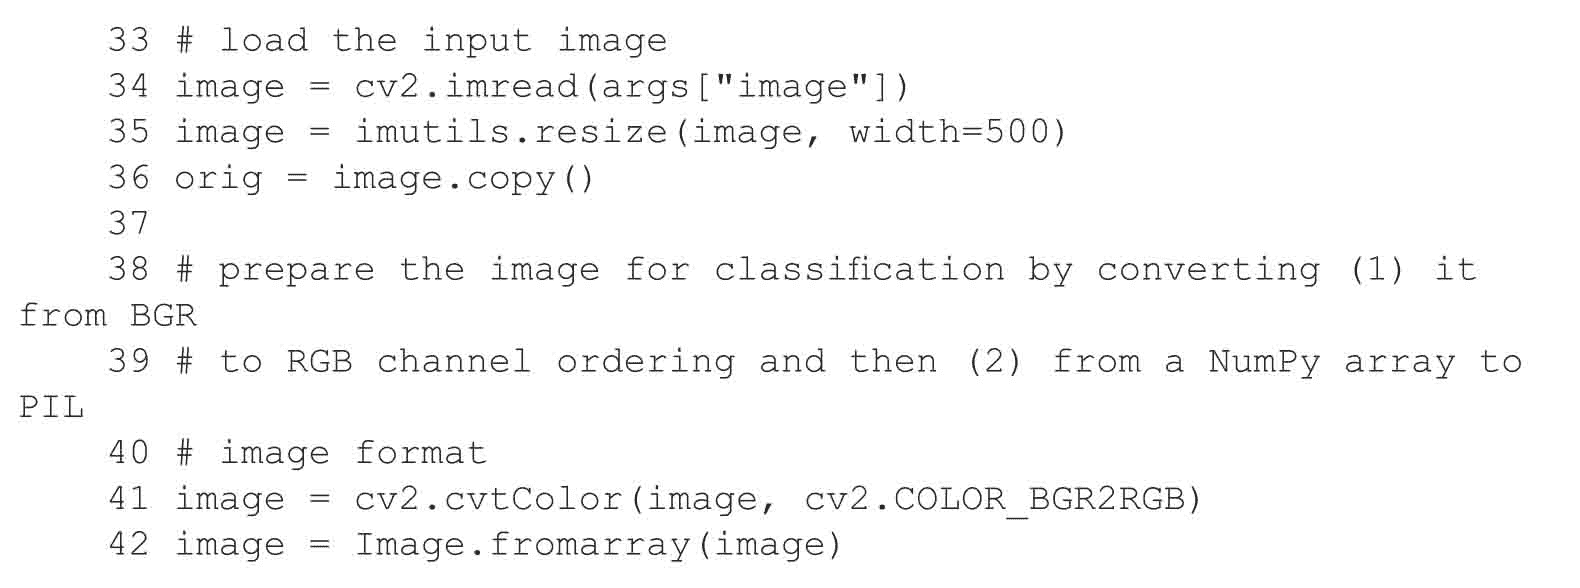 33 # load the input image
34 image = cv2.imread(args["image"])
35 image = imutils.resize(image, width=500)
36 orig = image.copy()
37
38 # prepare the image for classification by converting (1) it
from BGR
39 # to RGB channel ordering and then (2) from a NumPy array to
PIL
40 # image format
41 image = cv2.cvtColor(image, cv2.COLOR_BGR2RGB)
42 image = Image.fromarray(image)